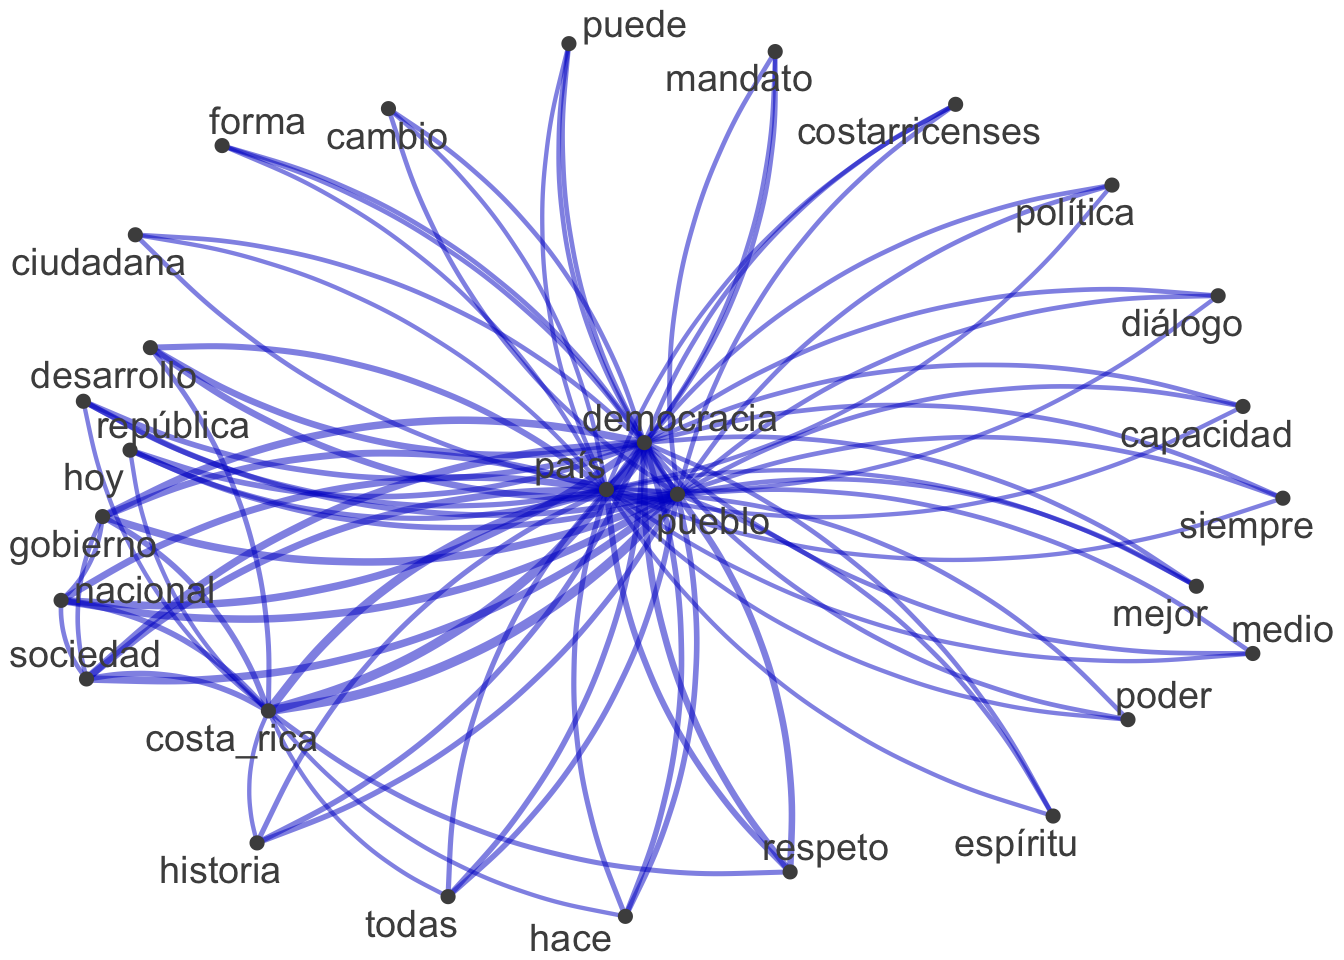 puede
mandato
forma
cambio
costarricenses
política
ciudadana
diálogo
desarrollo
democracia
república
capacidad
país
hoy
pueblo
siempre
gobierno
nacional
mejor
medio
sociedad
poder
costa_rica
historia
respeto
espíritu
todas
hace